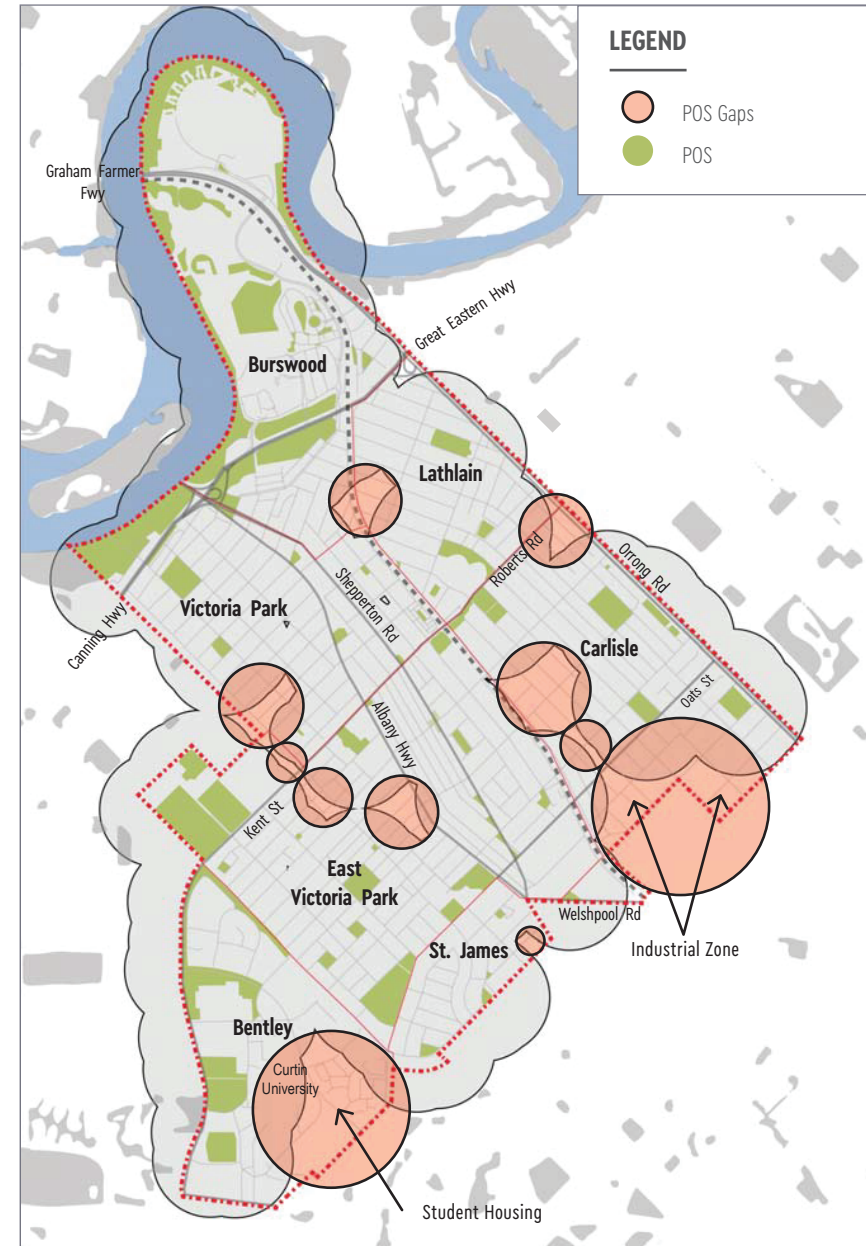 LEGEND
POS Gaps
POS
Graham Farmer
Fwy
Great Eastern Hwy
Burswood
Lathlain
Roberts Rd
Orrong Rd
Shepperton Rd
Victoria Park
Canning Hwy
Carlisle
Oats St
Albany Hwy
Kent St
East
Victoria Park
Welshpool Rd
St. James
Industrial Zone
Bentley
Curtin
University
Student Housing